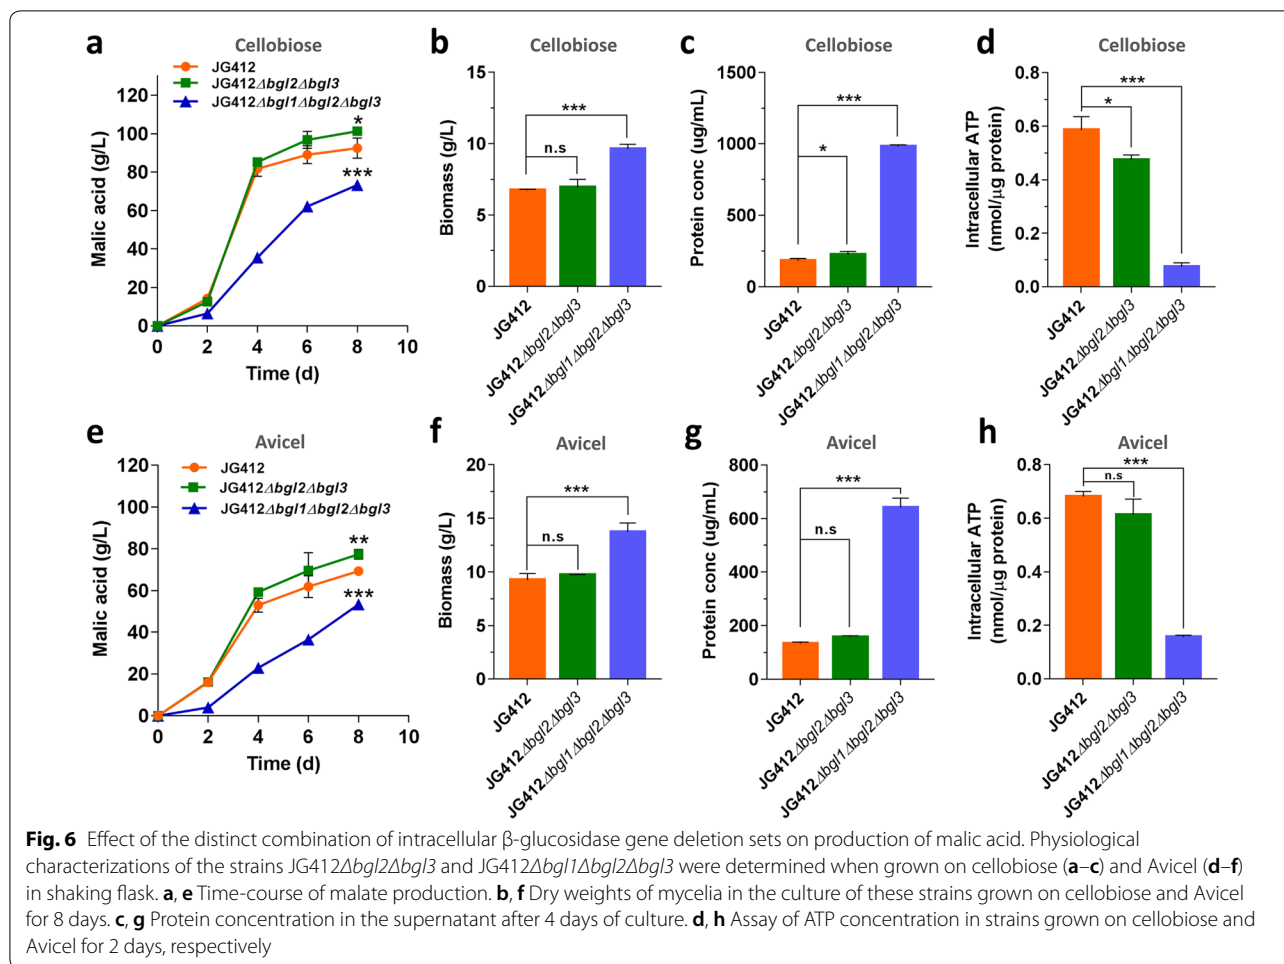 a
Cellobiose
JG412
JG412Δbgl2Δbgl3
JG412Δbgl1Δbgl2Δbgl3
Malic acid (g/L)
120
100
80
60
40
20
0
*
***
0 2 4 6 8 10
Time (d)
b
Cellobiose
Biomass (g/L)
15
10
5
0
***
n.s
JG412
JG412Δbgl2Δbgl3
JG412Δbgl1Δbgl2Δbgl3
c
Cellobiose
Protein conc (ug/mL)
1500
1000
500
0
***
*
JG412
JG412Δbgl2Δbgl3
JG412Δbgl1Δbgl2Δbgl3
d
Cellobiose
Intracellular ATP
(nmol/μg protein)
0.8
0.6
0.4
0.2
0.0
***
*
JG412
JG412Δbgl2Δbgl3
JG412Δbgl1Δbgl2Δbgl3
e
Avicel
JG412
JG412Δbgl2Δbgl3
JG412Δbgl1Δbgl2Δbgl3
Malic acid (g/L)
120
100
80
60
40
20
0
**
***
0 2 4 6 8 10
Time (d)
f
Avicel
Biomass (g/L)
20
15
10
5
0
***
n.s
JG412
JG412Δbgl2Δbgl3
JG412Δbgl1Δbgl2Δbgl3
g
Avicel
Protein conc (ug/mL)
800
600
400
200
0
***
n.s
JG412
JG412Δbgl2Δbgl3
JG412Δbgl1Δbgl2Δbgl3
h
Avicel
Intracellular ATP
(nmol/μg protein)
0.8
0.6
0.4
0.2
0.0
***
n.s
JG412
JG412Δbgl2Δbgl3
JG412Δbgl1Δbgl2Δbgl3
Fig. 6 Effect of the distinct combination of intracellular β-glucosidase gene deletion sets on production of malic acid. Physiological
characterizations of the strains JG412Δbgl2Δbgl3 and JG412Δbgl1Δbgl2Δbgl3 were determined when grown on cellobiose (a–c) and Avicel (d–f)
in shaking flask. a, e Time-course of malate production. b, f Dry weights of mycelia in the culture of these strains grown on cellobiose and Avicel
for 8 days. c, g Protein concentration in the supernatant after 4 days of culture. d, h Assay of ATP concentration in strains grown on cellobiose and
Avicel for 2 days, respectively